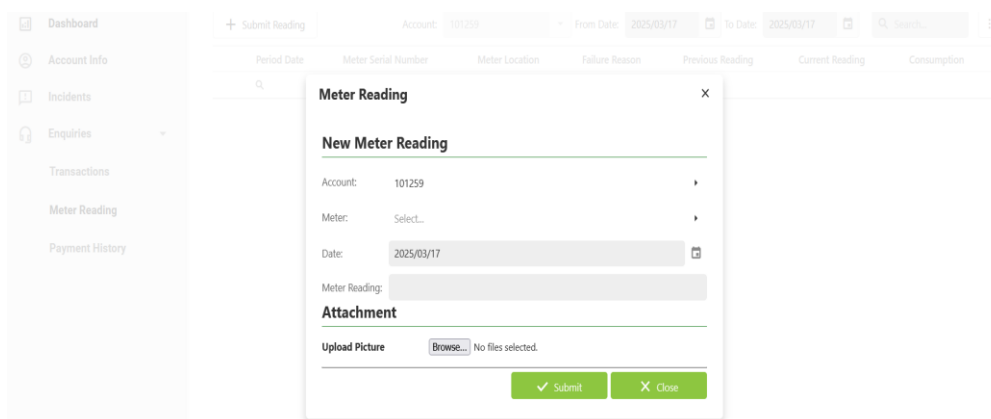 Dashboard
Account Info
Incidents
Enquiries
Transactions
Meter Reading
Payment History
+ Submit Reading Account: 101259 From Date: 2025/03/17 To Date: 2025/03/17 Search...
Period Date Meter Serial Number Meter Location Failure Reason Previous Reading Current Reading Consumption
Meter Reading X
New Meter Reading
Account: 101259
Meter: Select...
Date: 2025/03/17
Meter Reading:
Attachment
Upload Picture Browse... No files selected.
Submit Close